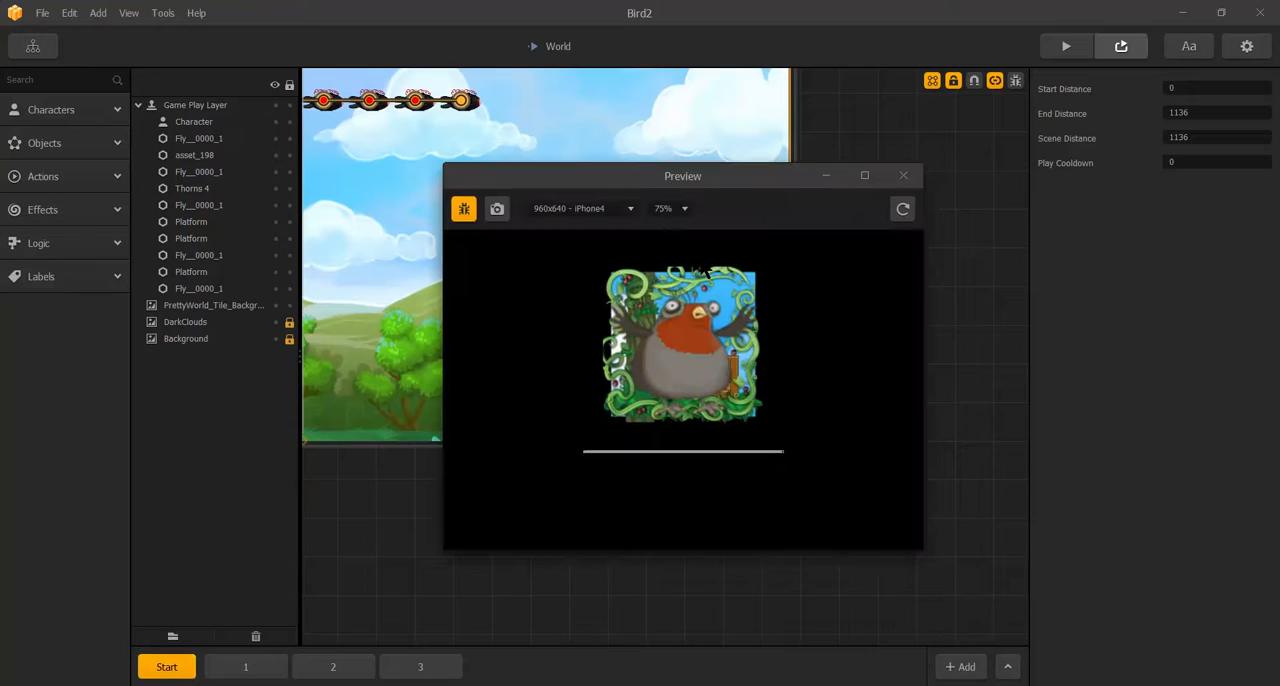 File Edit Add View Tools Help
Bird2
World
Aa
Search
Characters
Objects
Actions
Effects
Logic
Labels
Game Play Layer
Character
Fly__0000_1
asset_198
Fly__0000_1
Thorns 4
Fly__0000_1
Platform
Platform
Fly__0000_1
Platform
Fly__0000_1
PrettyWorld_Tile_Backgr...
DarkClouds
Background
Preview
960x640 - iPhone4
75%
Start Distance 0
End Distance 1136
Scene Distance 1136
Play Cooldown 0
Start 1 2 3
+ Add